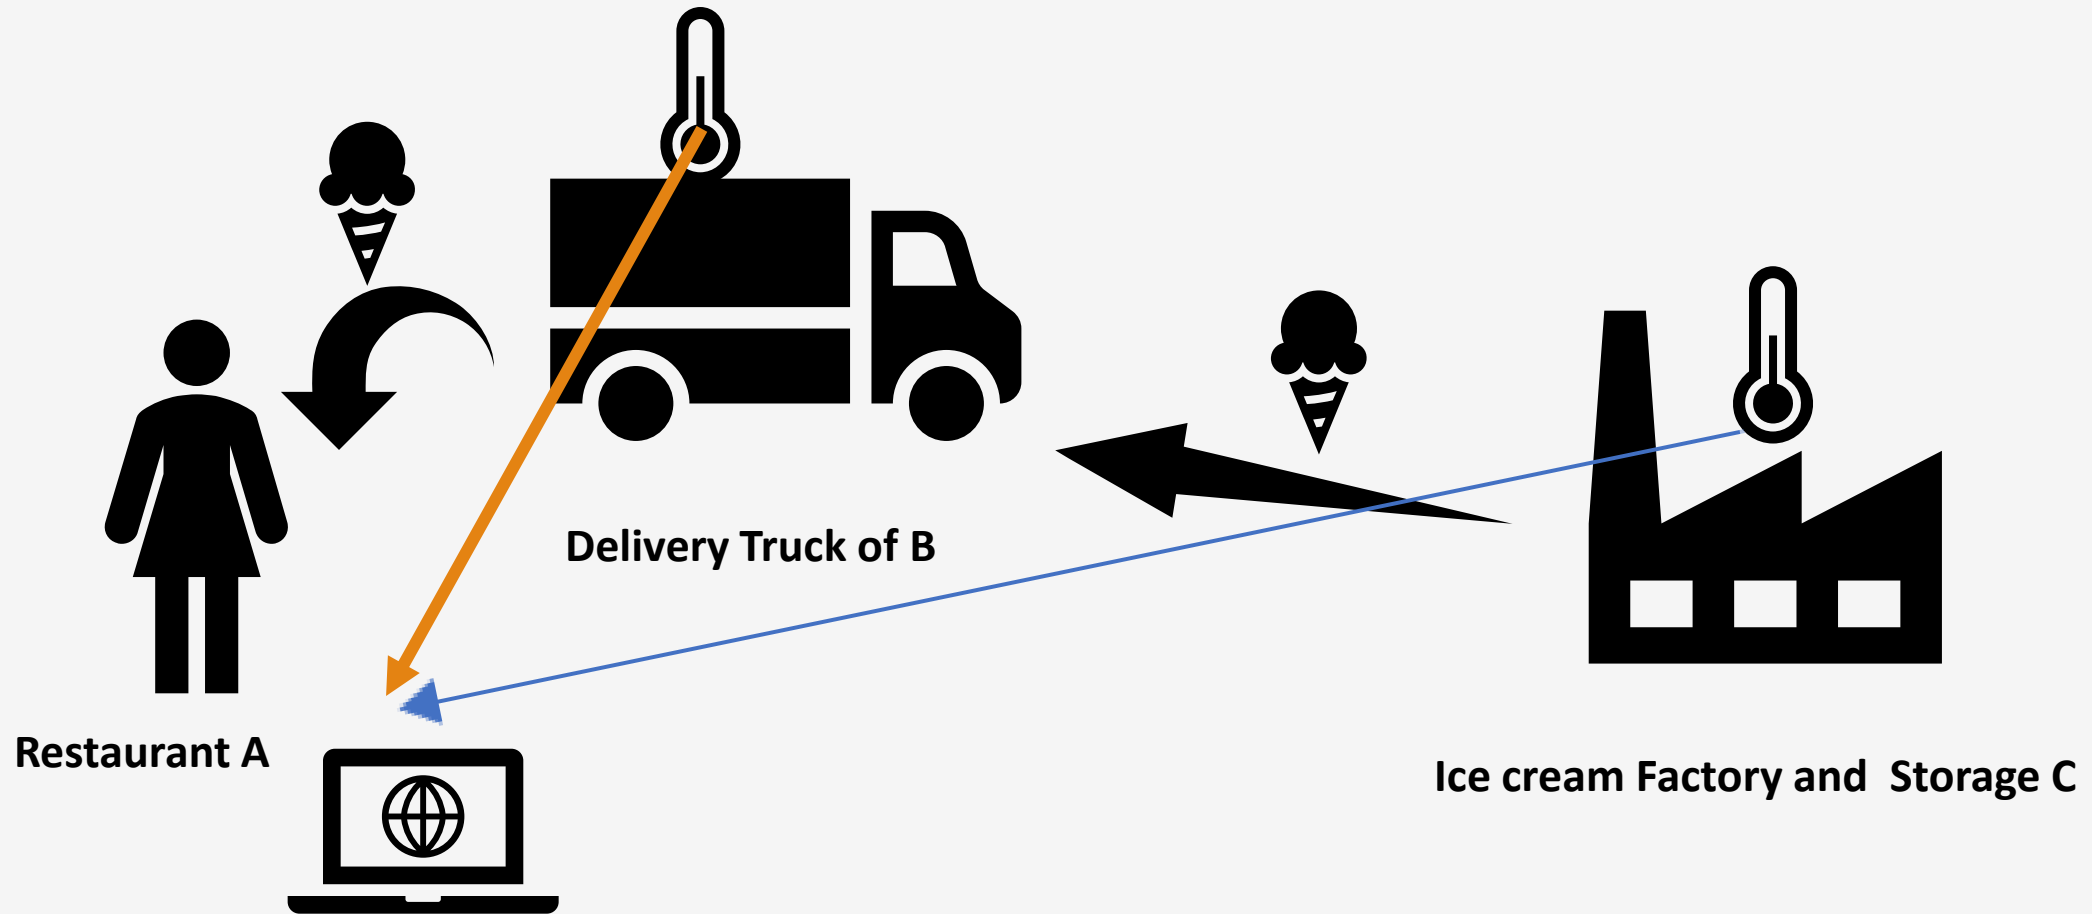 Delivery Truck of B
Restaurant A
Ice cream Factory and  Storage C